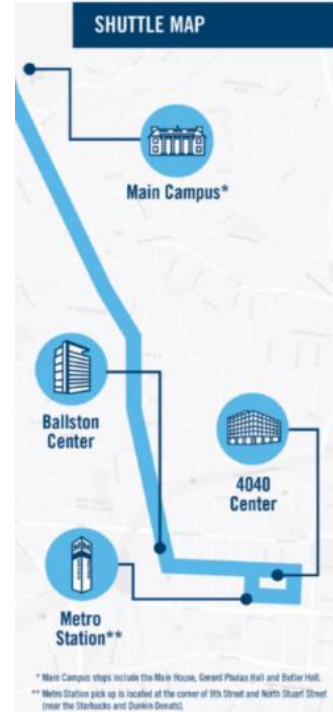 SHUTTLE MAP
Main Campus*
Ballston
Center
4040
Center
Metro
Station**
* Main Campus stops include the Main House, Gerard Phelan Hall and Butler Hall.
** Metro Station pick up is located at the corner of 9th Street and North Stuart Street
(near the Starbucks and Dunkin Donuts).